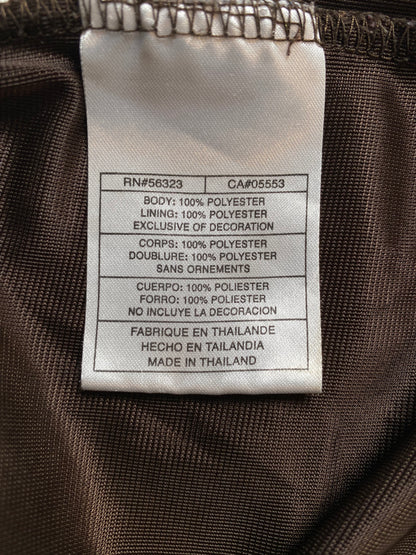 RN#56323 CA#05553
BODY: 100% POLYESTER
LINING: 100% POLYESTER
EXCLUSIVE OF DECORATION
CORPS: 100% POLYESTER
DOUBLURE: 100% POLYESTER
SANS ORNEMENTS
CUERPO: 100% POLIESTER
FORRO: 100% POLIESTER
NO INCLUYE LA DECORACION
FABRIQUE EN THAILANDE
HECHO EN TAILANDIA
MADE IN THAILAND